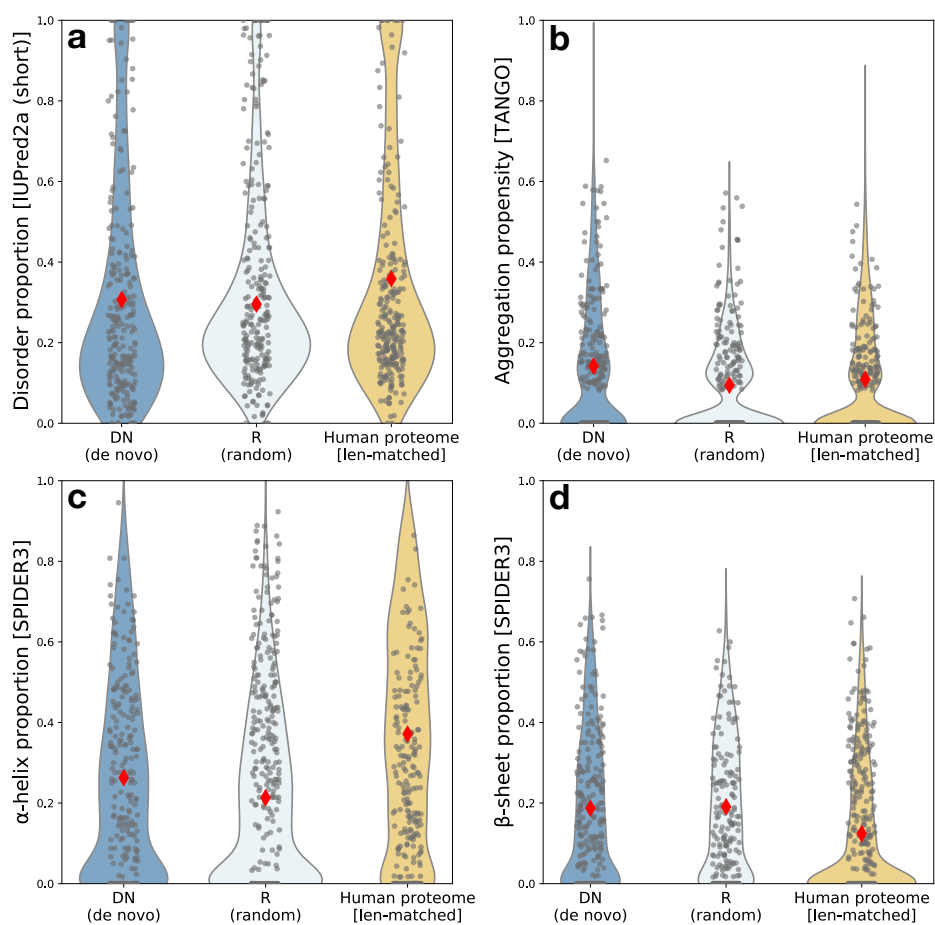 a
Disorder proportion [IUPred2a (short)]
1.0
0.8
0.6
0.4
0.2
0.0
DN
(de novo)
R
(random)
Human proteome
[len-matched]
b
Aggregation propensity [TANGO]
1.0
0.8
0.6
0.4
0.2
0.0
DN
(de novo)
R
(random)
Human proteome
[len-matched]
c
α-helix proportion [SPIDER3]
1.0
0.8
0.6
0.4
0.2
0.0
DN
(de novo)
R
(random)
Human proteome
[len-matched]
d
β-sheet proportion [SPIDER3]
1.0
0.8
0.6
0.4
0.2
0.0
DN
(de novo)
R
(random)
Human proteome
[len-matched]